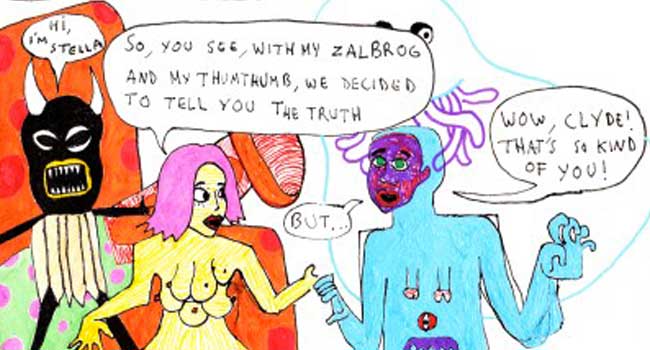 HI,
I'M STELLA
SO, YOU SEE, WITH MY ZALBROG
AND MY THUMTHUMB, WE DECIDED
TO TELL YOU THE TRUTH
BUT...
WOW, CLYDE!
THAT'S SO KIND
OF YOU!